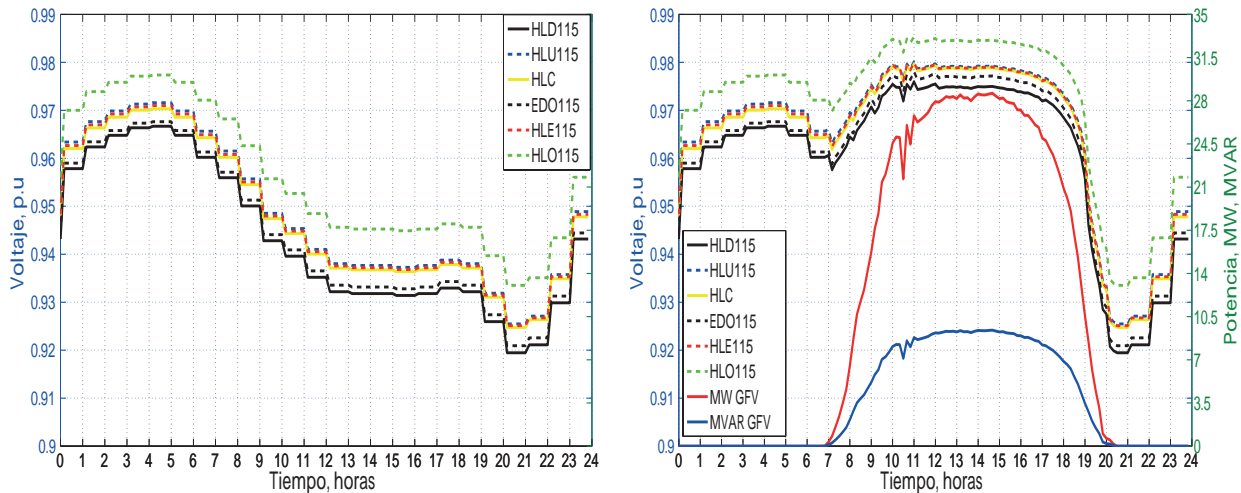 0.99
0.98
0.97
0.96
0.95
0.94
0.93
0.92
0.91
0.9
Voltaje, p.u
HLD115
HLU115
HLC
EDO115
HLE115
HLO115
0 1 2 3 4 5 6 7 8 9 10 11 12 13 14 15 16 17 18 19 20 21 22 23 24
Tiempo, horas
0.99
0.98
0.97
0.96
0.95
0.94
0.93
0.92
0.91
0.9
Voltaje, p.u
HLD115
HLU115
HLC
EDO115
HLE115
HLO115
MW GFV
MVAR GFV
35
31.5
28
24.5
21
17.5
14
10.5
7
3.5
0
Potencia, MW, MVAR
0 1 2 3 4 5 6 7 8 9 10 11 12 13 14 15 16 17 18 19 20 21 22 23 24
Tiempo, horas